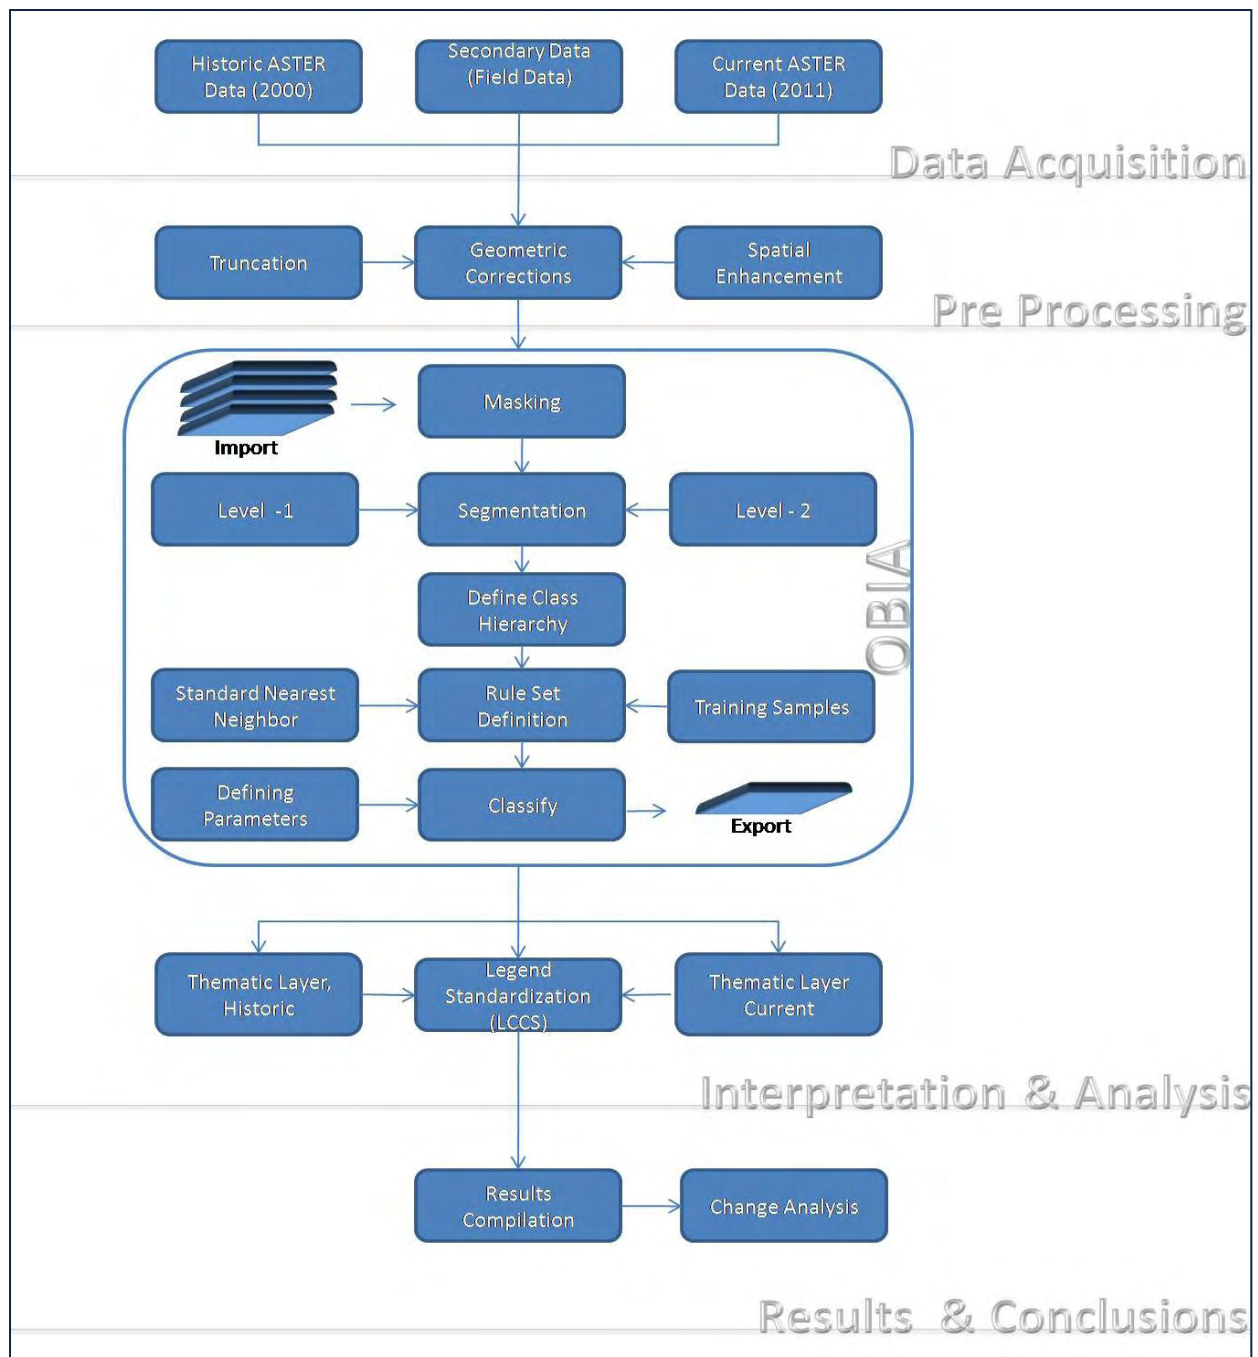 Historic ASTER
Data (2000)
Secondary Data
(Field Data)
Current ASTER
Data (2011)
Data Acquisition
Truncation
Geometric
Corrections
Spatial
Enhancement
Pre Processing
Import
Masking
Level -1
Segmentation
Level - 2
OBIA
Define Class
Hierarchy
Standard Nearest
Neighbor
Rule Set
Definition
Training Samples
Defining
Parameters
Classify
Export
Thematic Layer,
Historic
Legend
Standardization
(LCCS)
Thematic Layer
Current
Interpretation & Analysis
Results
Compilation
Change Analysis
Results & Conclusions